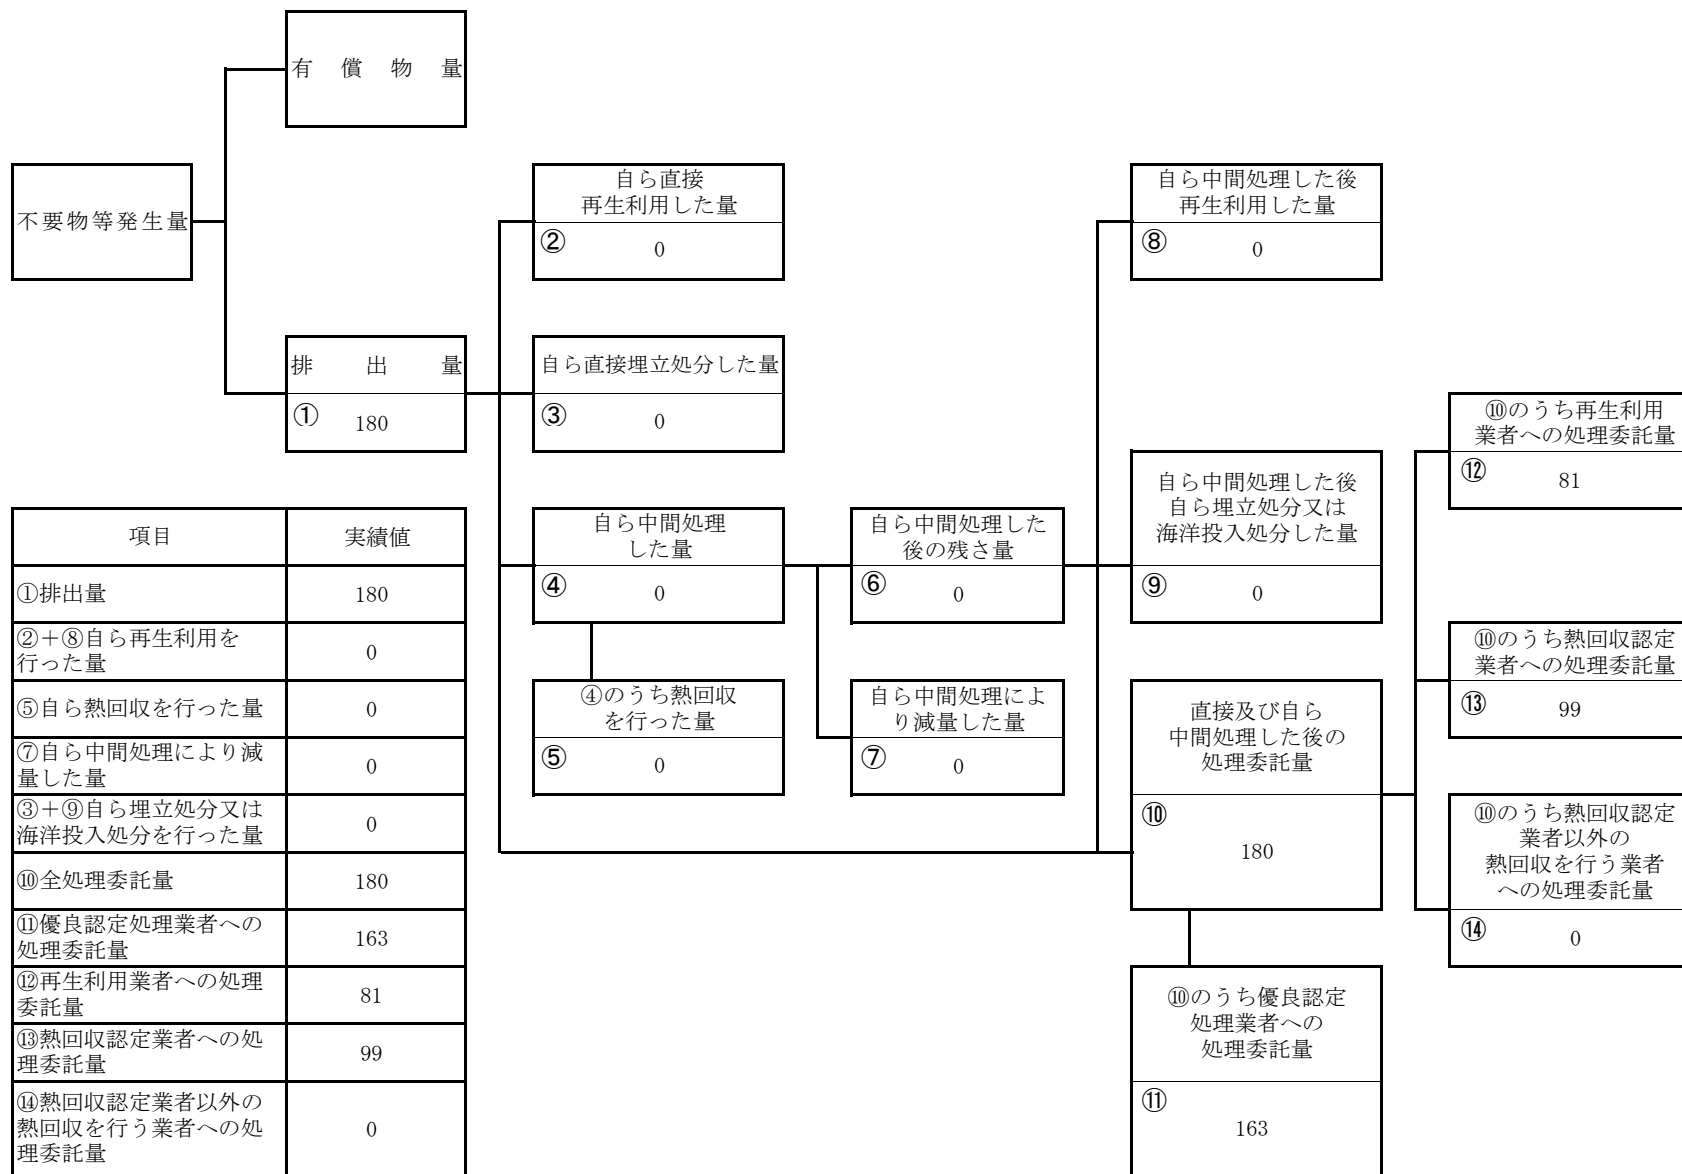 有償物量
不要物等発生量
自ら直接
再生利用した量
②
0
自ら中間処理した後
再生利用した量
⑧
0
排出量
①
180
自ら直接埋立処分した量
③
0
⑩のうち再生利用
業者への処理委託量
⑫
81
自ら中間処理した後
自ら埋立処分又は
海洋投入処分した量
⑨
0
自ら中間処理
した量
④
0
自ら中間処理した
後の残さ量
⑥
0
⑩のうち熱回収認定
業者への処理委託量
⑬
99
④のうち熱回収
を行った量
⑤
0
自ら中間処理によ
り減量した量
⑦
0
直接及び自ら
中間処理した後の
処理委託量
⑩
180
⑩のうち熱回収認定
業者以外の
熱回収を行う業者
への処理委託量
⑭
0
⑩のうち優良認定
処理業者への
処理委託量
⑪
163
項目 実績値
①排出量 180
②＋⑧自ら再生利用を
行った量 0
⑤自ら熱回収を行った量 0
⑦自ら中間処理により減
量した量 0
③＋⑨自ら埋立処分又は
海洋投入処分を行った量 0
⑩全処理委託量 180
⑪優良認定処理業者への
処理委託量 163
⑫再生利用業者への処理
委託量 81
⑬熱回収認定業者への処
理委託量 99
⑭熱回収認定業者以外の
熱回収を行う業者への処
理委託量 0